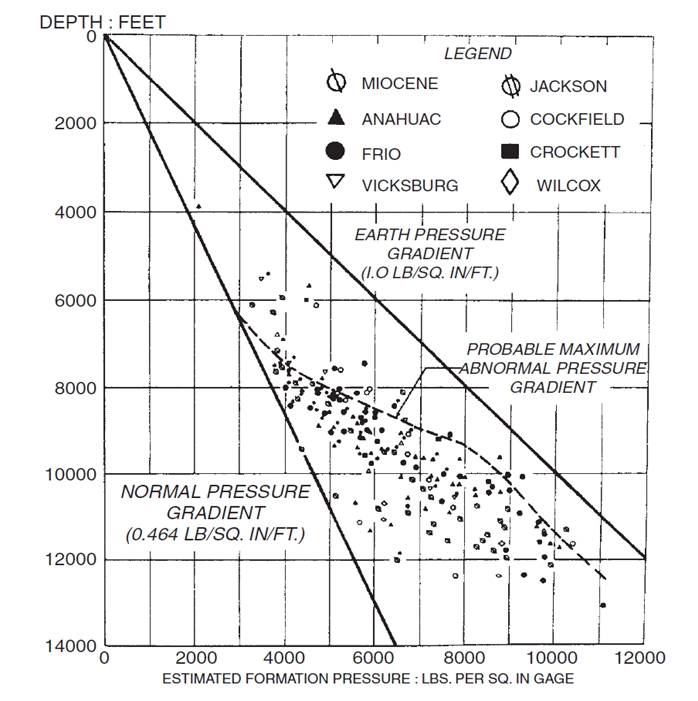 DEPTH : FEET
0
2000
4000
6000
8000
10000
12000
14000
LEGEND
MIOCENE
JACKSON
ANAHUAC
COCKFIELD
FRIO
CROCKETT
VICKSBURG
WILCOX
EARTH PRESSURE
GRADIENT
(I.O LB/SQ. IN/FT.)
PROBABLE MAXIMUM
ABNORMAL PRESSURE
GRADIENT
NORMAL PRESSURE
GRADIENT
(0.464 LB/SQ. IN/FT.)
0 2000 4000 6000 8000 10000 12000
ESTIMATED FORMATION PRESSURE : LBS. PER SQ. IN GAGE